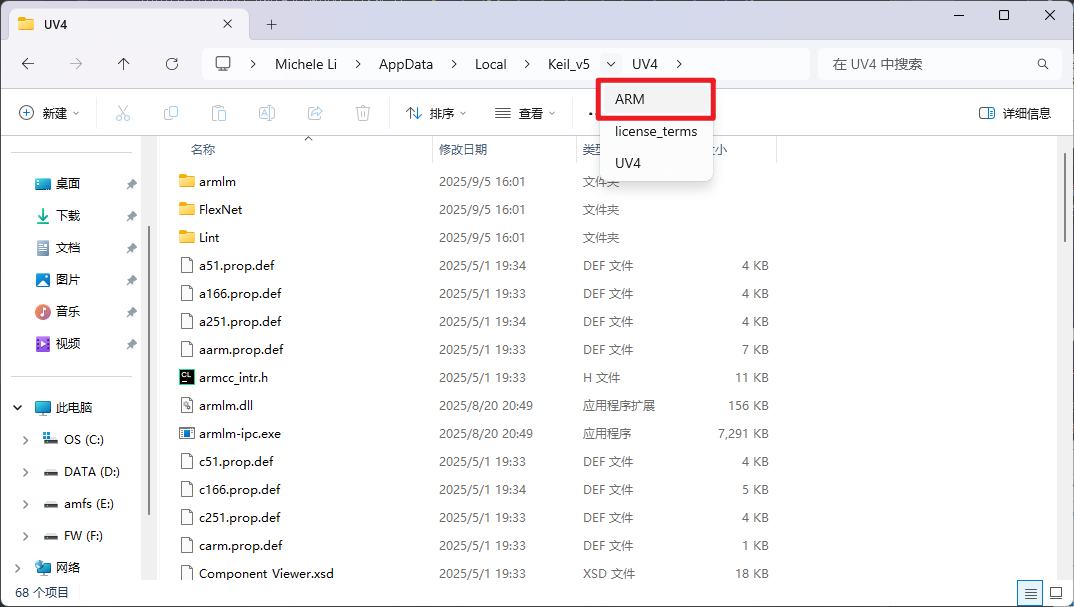 UV4
Michele Li > AppData > Local > Keil_v5 UV4 >
在 UV4 中搜索
新建
排序
查看
详细信息
ARM
license_terms
UV4
名称 修改日期 小
桌面
下载
文档
图片
音乐
视频
此电脑
OS (C:)
DATA (D:)
amfs (E:)
FW (F:)
网络
armlm 2025/9/5 16:01 文件夹
FlexNet 2025/9/5 16:01 文件夹
Lint 2025/9/5 16:01 文件夹
a51.prop.def 2025/5/1 19:34 DEF 文件 4 KB
a166.prop.def 2025/5/1 19:33 DEF 文件 4 KB
a251.prop.def 2025/5/1 19:34 DEF 文件 4 KB
aarm.prop.def 2025/5/1 19:33 DEF 文件 7 KB
armcc_intr.h 2025/5/1 19:33 H 文件 11 KB
armlm.dll 2025/8/20 20:49 应用程序扩展 156 KB
armlm-ipc.exe 2025/8/20 20:49 应用程序 7,291 KB
c51.prop.def 2025/5/1 19:33 DEF 文件 4 KB
c166.prop.def 2025/5/1 19:34 DEF 文件 5 KB
c251.prop.def 2025/5/1 19:33 DEF 文件 4 KB
carm.prop.def 2025/5/1 19:33 DEF 文件 1 KB
Component Viewer.xsd 2025/5/1 19:33 XSD 文件 18 KB
68 个项目